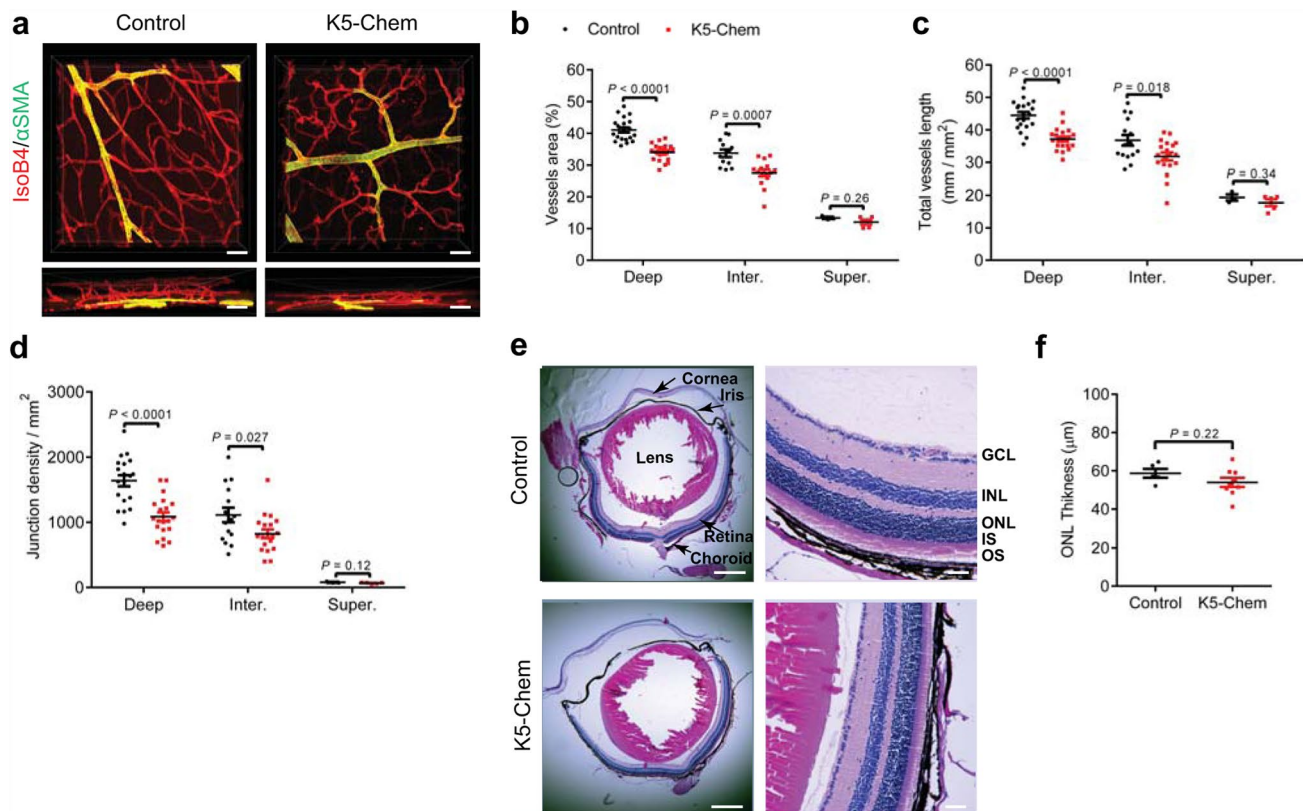 a
Control
K5-Chem
IsoB4/αSMA
b
Control
K5-Chem
Vessels area (%)
60
50
40
30
20
10
0
P < 0.0001
P = 0.0007
P = 0.26
Deep
Inter.
Super.
c
Total vessels length
(mm / mm²)
60
50
40
30
20
10
0
P < 0.0001
P = 0.018
P = 0.34
Deep
Inter.
Super.
d
Junction density / mm²
3000
2000
1000
0
P < 0.0001
P = 0.027
P = 0.12
Deep
Inter.
Super.
e
Control
Cornea
Iris
Lens
Retina
Choroid
GCL
INL
ONL
IS
OS
K5-Chem
f
ONL Thikness (μm)
100
80
60
40
20
0
P = 0.22
Control
K5-Chem